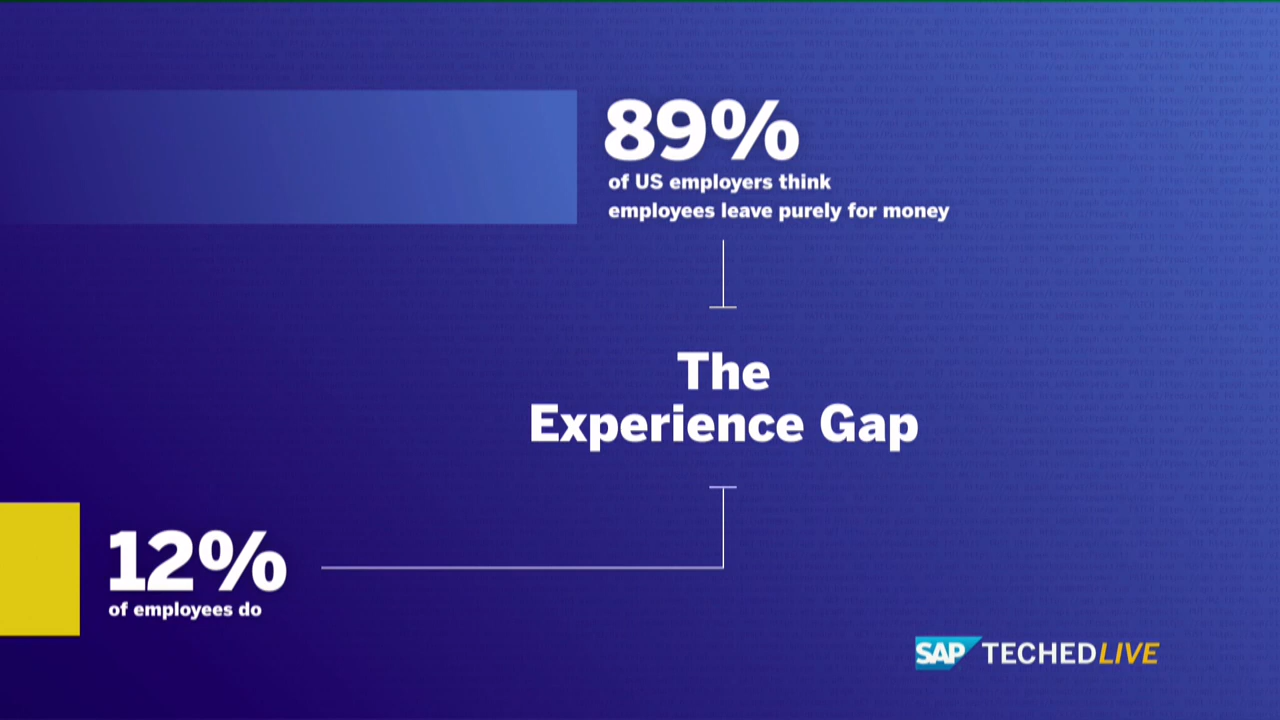 89%
of US employers think
employees leave purely for money
The
Experience Gap
12%
of employees do
SAP TECHEDLIVE